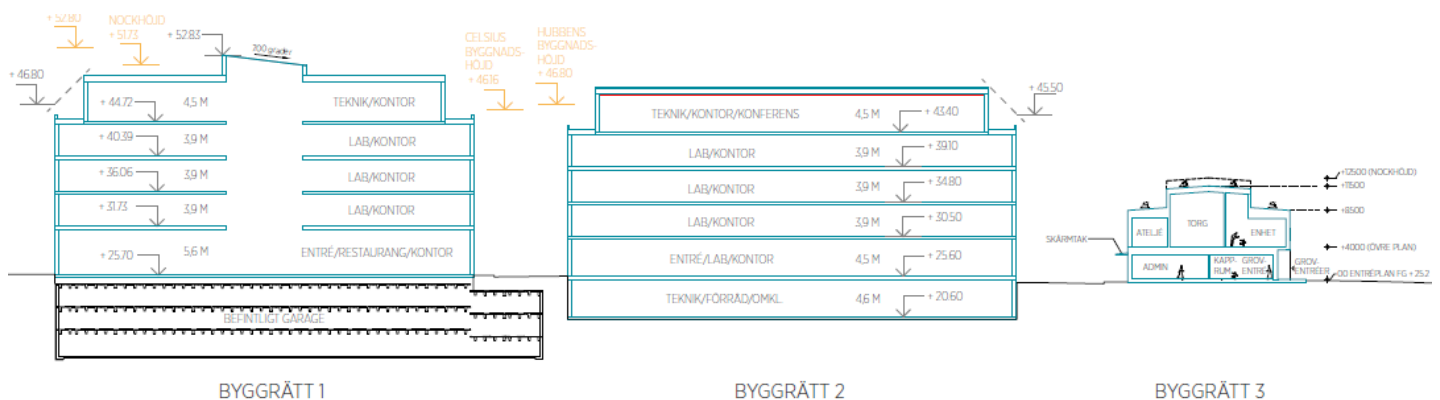 + 52.80
NOCKHÖJD
+ 51.73
+ 52.83
7.00 grader
+ 46.80
+ 44.72
4,5 M
TEKNIK/KONTOR
+ 40.39
3,9 M
LAB/KONTOR
+ 36.06
3,9 M
LAB/KONTOR
+ 31.73
3,9 M
LAB/KONTOR
+ 25.70
5,6 M
ENTRÉ/RESTAURANG/KONTOR
BEFINTLIGT GARAGE
BYGGRÄTT 1
CELSIUS
BYGGNADS-
HÖJD
+ 46.16
HUBBENS
BYGGNADS-
HÖJD
+ 46.80
+ 45.50
TEKNIK/KONTOR/KONFERENS
4,5 M
+ 43.40
LAB/KONTOR
3,9 M
+ 39.10
LAB/KONTOR
3,9 M
+ 34.80
LAB/KONTOR
3,9 M
+ 30.50
ENTRÉ/LAB/KONTOR
4,5 M
+ 25.60
TEKNIK/FÖRRÅD/OMKL.
4,6 M
+ 20.60
BYGGRÄTT 2
+12500 (NOCKHÖJD)
+11500
+8500
TORG
ATELJÉ
ENHET
SKÄRMTAK
+4000 (ÖVRE PLAN)
ADMIN
KAPP-
RUM
GROV-
ENTRÉ
GROV-
ENTRÉER
+00 ENTRÉPLAN FG + 25.2
BYGGRÄTT 3